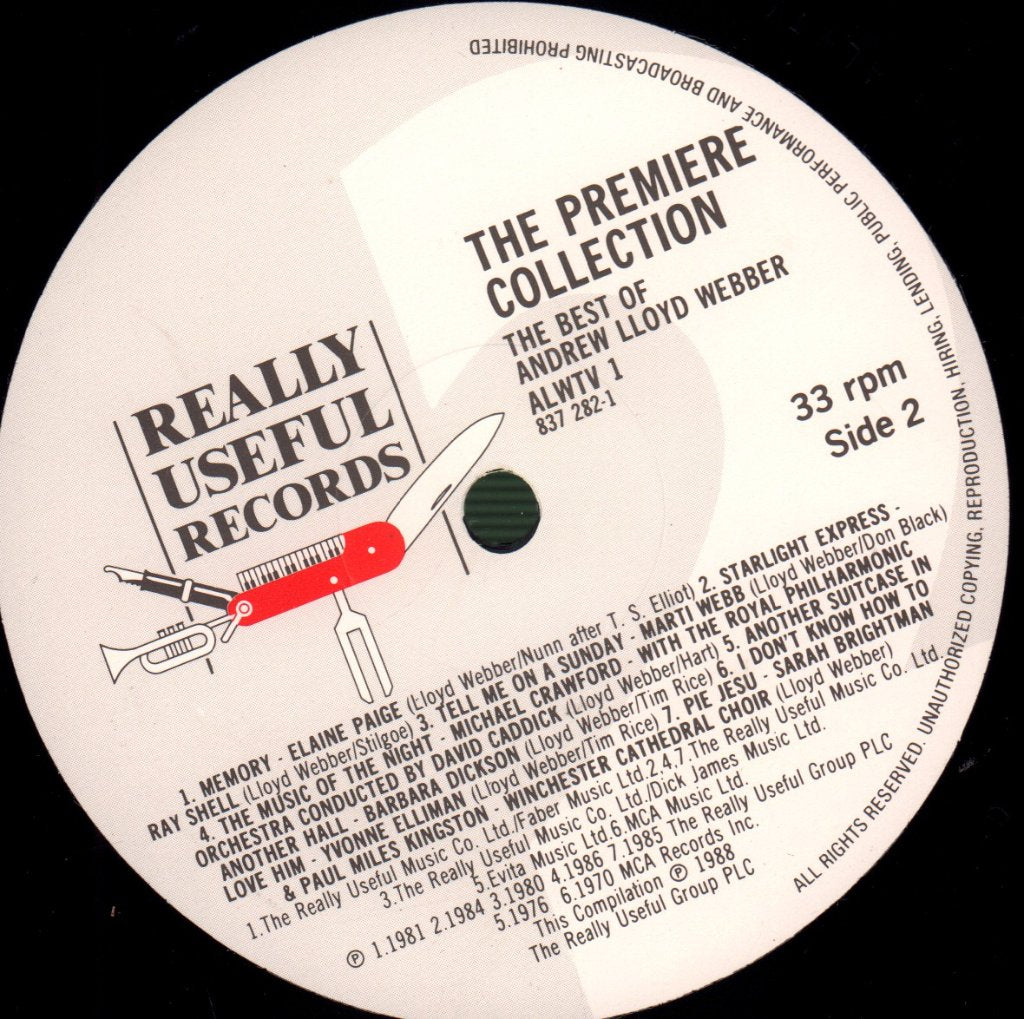 THE PREMIERE
COLLECTION
THE BEST OF
ANDREW LLOYD WEBBER
ALWTV 1
837 282-1
REALLY
USEFUL
RECORDS
33 rpm
Side 2
1. MEMORY - ELAINE PAIGE (Lloyd Webber/Nunn after T. S. Elliot) 2. STARLIGHT EXPRESS -
RAY SHELL (Lloyd Webber/Stilgoe) 3. TELL ME ON A SUNDAY - MARTI WEBB (Lloyd Webber/Don Black)
4. THE MUSIC OF THE NIGHT - MICHAEL CRAWFORD - WITH THE ROYAL PHILHARMONIC
ORCHESTRA CONDUCTED BY DAVID CADDICK (Lloyd Webber/Hart) 5. ANOTHER SUITCASE IN
ANOTHER HALL - BARBARA DICKSON (Lloyd Webber/Tim Rice) 6. I DON'T KNOW HOW TO
LOVE HIM - YVONNE ELLIMAN (Lloyd Webber/Tim Rice) 7. PIE JESU - SARAH BRIGHTMAN
& PAUL MILES KINGSTON - WINCHESTER CATHEDRAL CHOIR (Lloyd Webber)
1.The Really Useful Music Co. Ltd./Faber Music Ltd.2,4,7.The Really Useful Music Co. Ltd.
3.The Really Useful Music Co. Ltd./Dick James Music Ltd.
5.Evita Music Ltd.6.MCA Music Ltd.
℗ 1.1981 2.1984 3.1980 4.1986 7.1985 The Really Useful Group PLC
5.1976 6.1970 MCA Records Inc.
This Compilation ℗ 1988
The Really Useful Group PLC
ALL RIGHTS RESERVED. UNAUTHORIZED COPYING, REPRODUCTION, HIRING, LENDING, PUBLIC PERFORMANCE AND BROADCASTING PROHIBITED